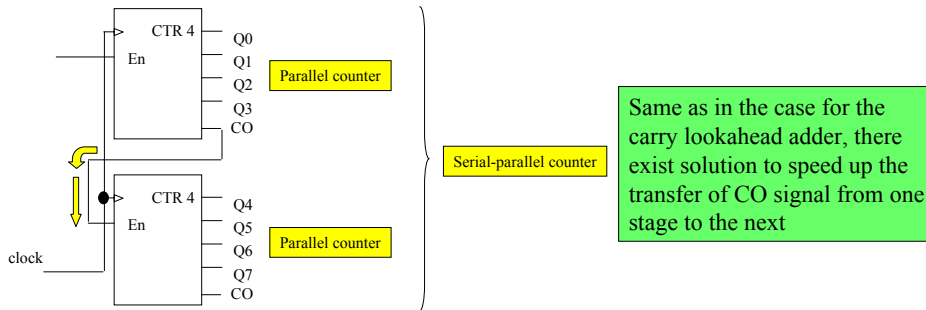 CTR 4
En
Q0
Q1
Q2
Q3
CO
Parallel counter
CTR 4
En
Q4
Q5
Q6
Q7
CO
Parallel counter
clock
Serial-parallel counter
Same as in the case for the
carry lookahead adder, there
exist solution to speed up the
transfer of CO signal from one
stage to the next